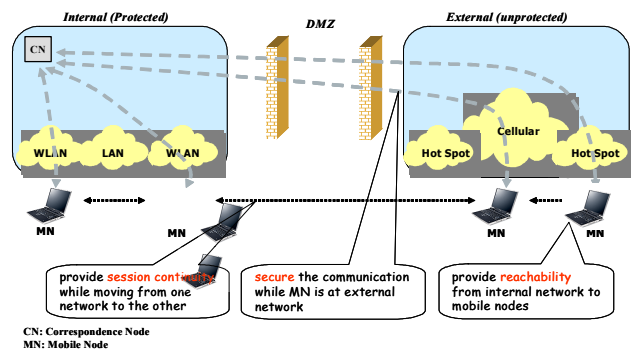 Internal (Protected)
DMZ
External (unprotected)
CN
WLAN
LAN
WLAN
Cellular
Hot Spot
Hot Spot
MN
MN
MN
MN
provide session continuity
while moving from one
network to the other
secure the communication
while MN is at external
network
provide reachability
from internal network to
mobile nodes
CN: Correspondence Node
MN: Mobile Node